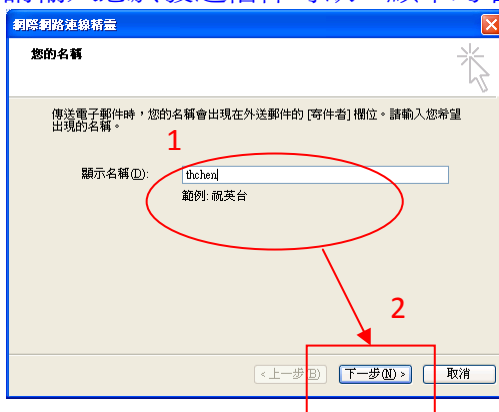 網際網路連線精靈
您的名稱
傳送電子郵件時，您的名稱會出現在外送郵件的 [寄件者] 欄位。請輸入您希望
出現的名稱。
1
顯示名稱(D):
thchen
範例: 祝英台
2
<上一步(B)
下一步(N) >
取消